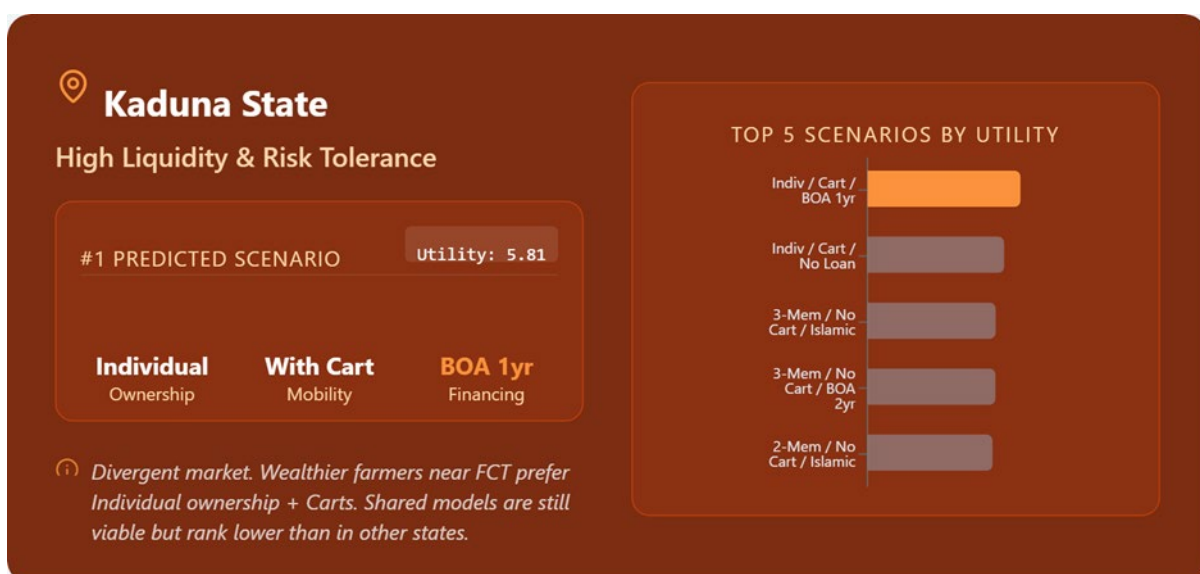 Kaduna State
High Liquidity & Risk Tolerance
#1 PREDICTED SCENARIO
Utility: 5.81
Individual
Ownership
With Cart
Mobility
BOA 1yr
Financing
Divergent market. Wealthier farmers near FCT prefer
Individual ownership + Carts. Shared models are still
viable but rank lower than in other states.
TOP 5 SCENARIOS BY UTILITY
Indiv / Cart /
BOA 1yr
Indiv / Cart /
No Loan
3-Mem / No
Cart / Islamic
3-Mem / No
Cart / BOA
2yr
2-Mem / No
Cart / Islamic